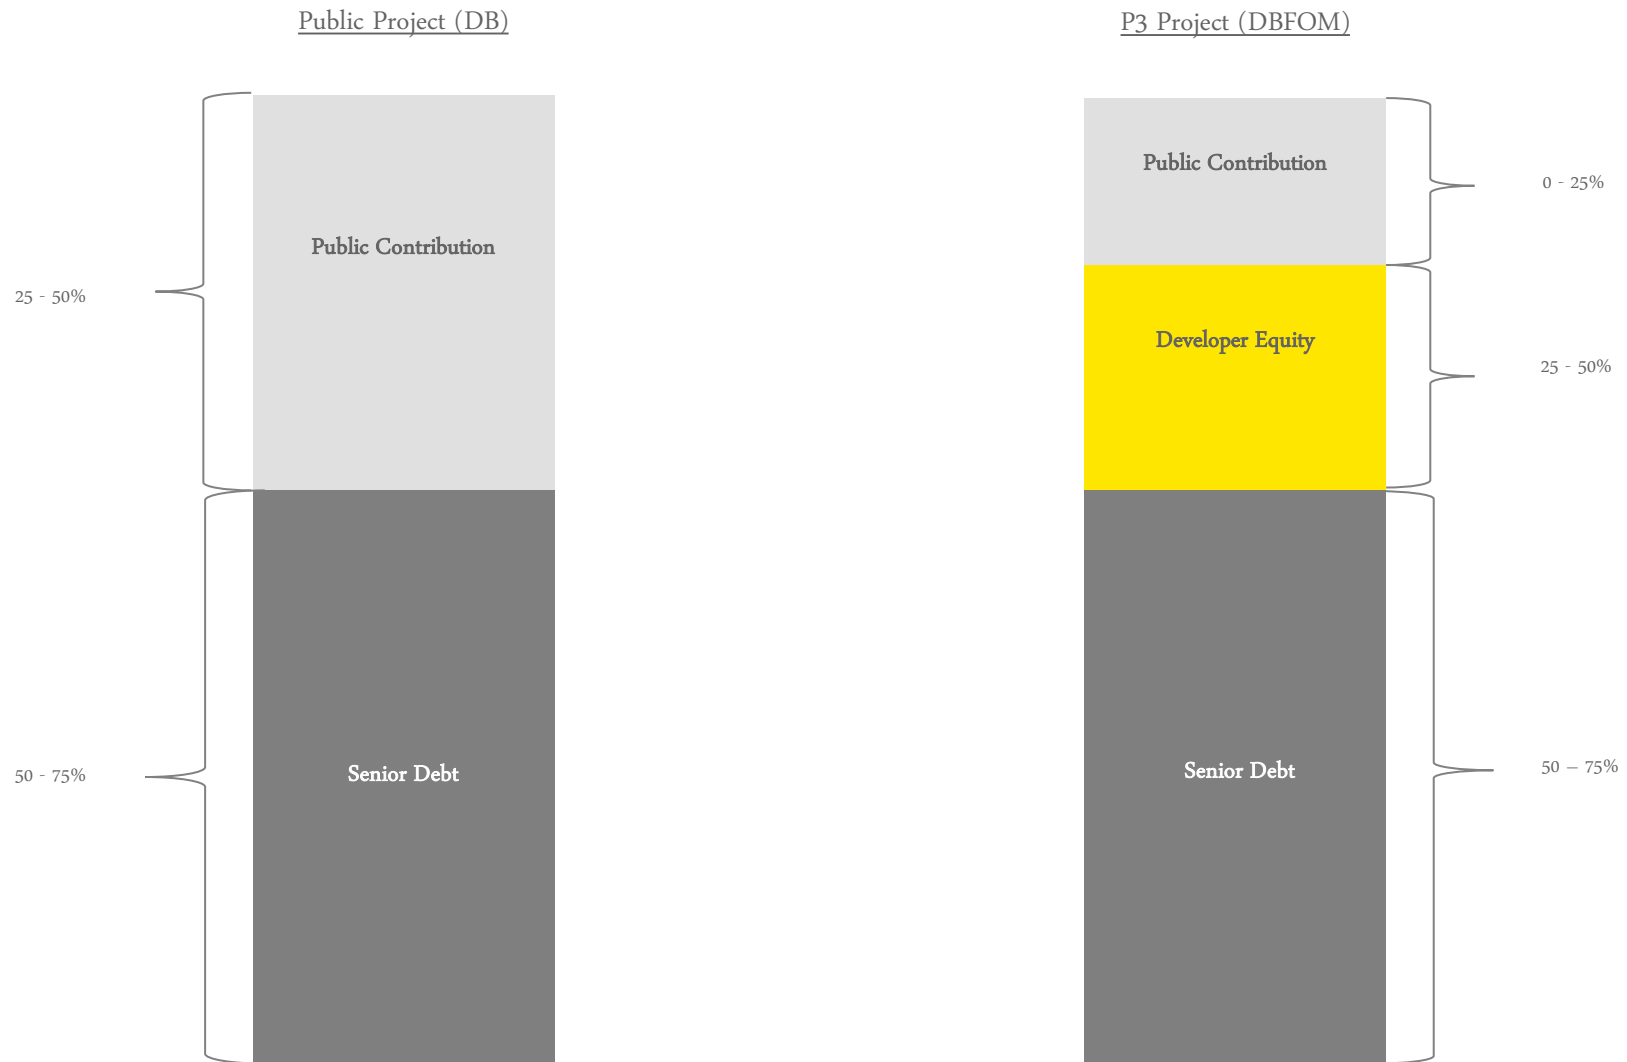 Public Project (DB)
P3 Project (DBFOM)
Public Contribution
25 - 50%
Senior Debt
50 - 75%
Public Contribution
0 - 25%
Developer Equity
25 - 50%
Senior Debt
50 – 75%